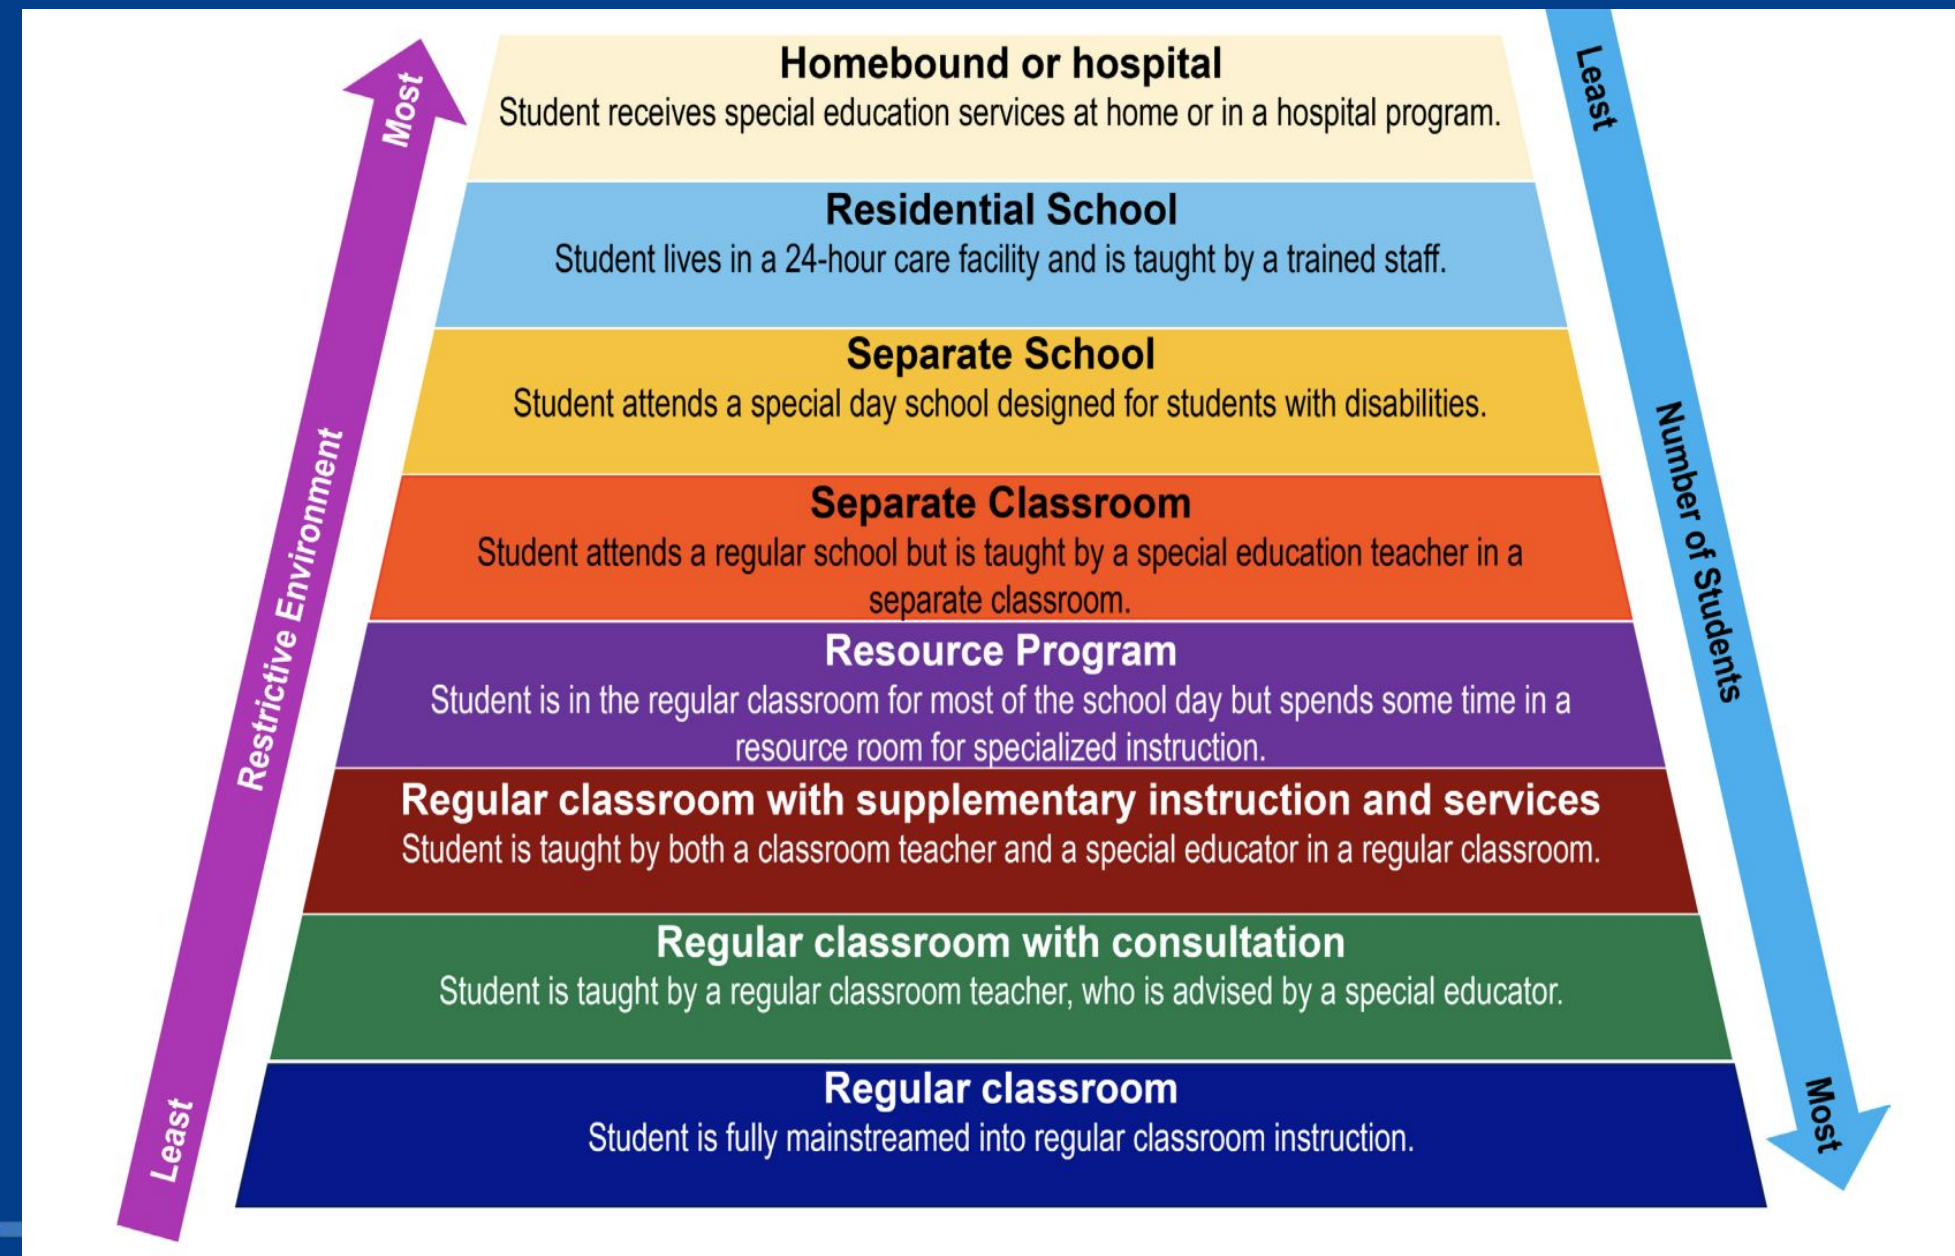 Homebound or hospital
Student receives special education services at home or in a hospital program.
Residential School
Student lives in a 24-hour care facility and is taught by a trained staff.
Separate School
Student attends a special day school designed for students with disabilities.
Separate Classroom
Student attends a regular school but is taught by a special education teacher in a
separate classroom.
Resource Program
Student is in the regular classroom for most of the school day but spends some time in a
resource room for specialized instruction.
Regular classroom with supplementary instruction and services
Student is taught by both a classroom teacher and a special educator in a regular classroom.
Regular classroom with consultation
Student is taught by a regular classroom teacher, who is advised by a special educator.
Regular classroom
Student is fully mainstreamed into regular classroom instruction.
Most
Restrictive Environment
Least
Least
Number of Students
Most